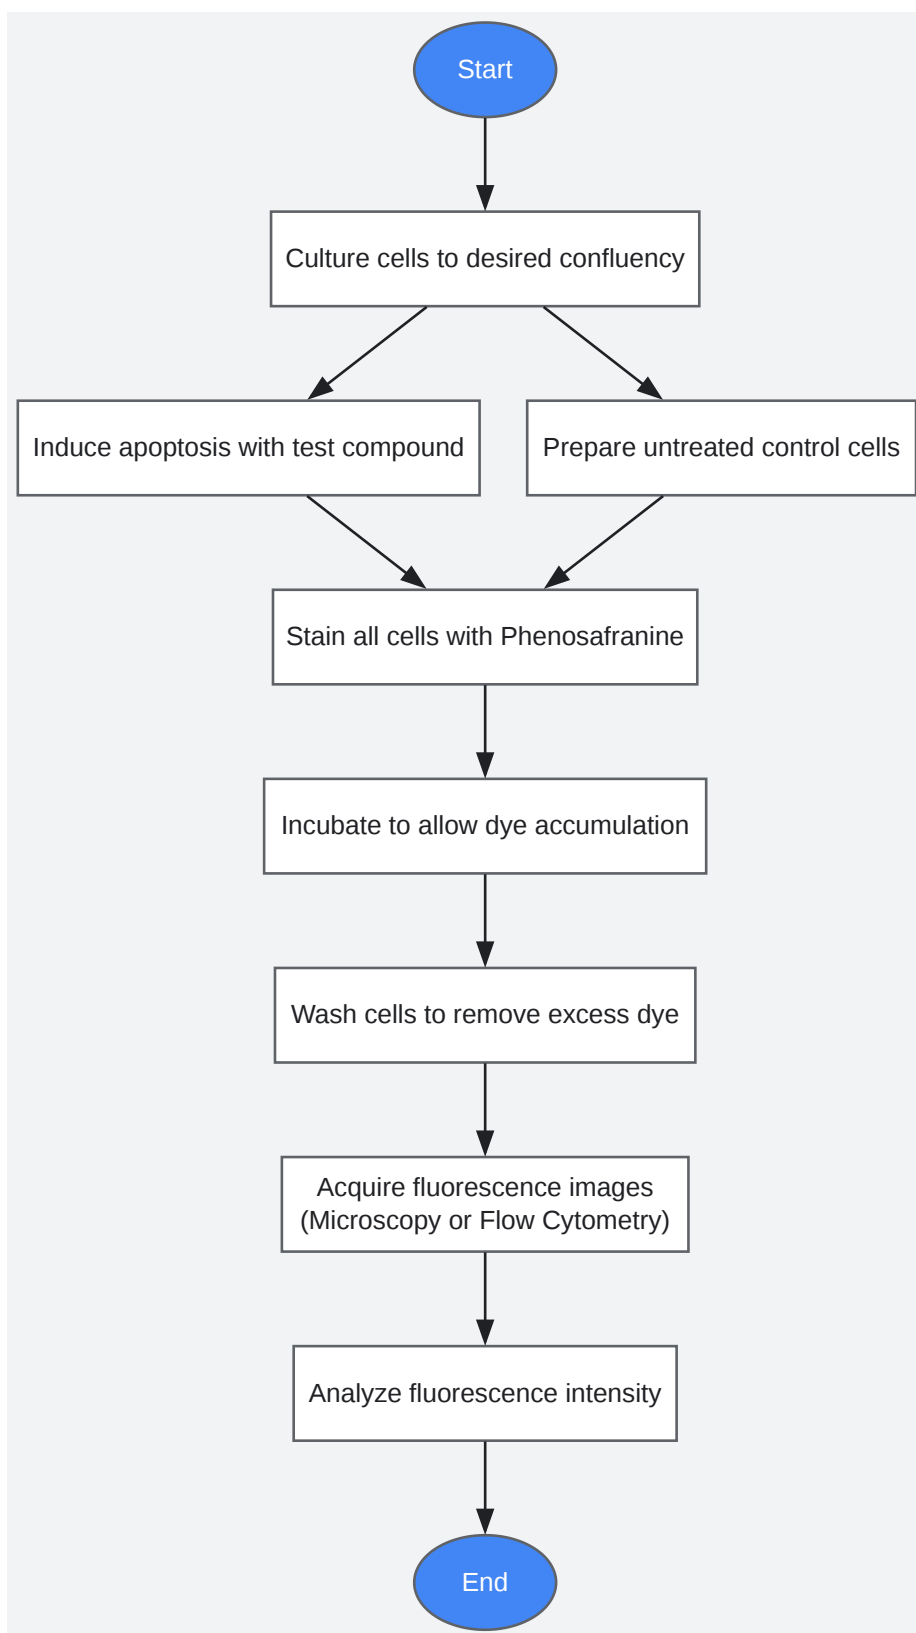 Start
Culture cells to desired confluency
Induce apoptosis with test compound
Prepare untreated control cells
Stain all cells with Phenosafranine
Incubate to allow dye accumulation
Wash cells to remove excess dye
Acquire fluorescence images
(Microscopy or Flow Cytometry)
Analyze fluorescence intensity
End